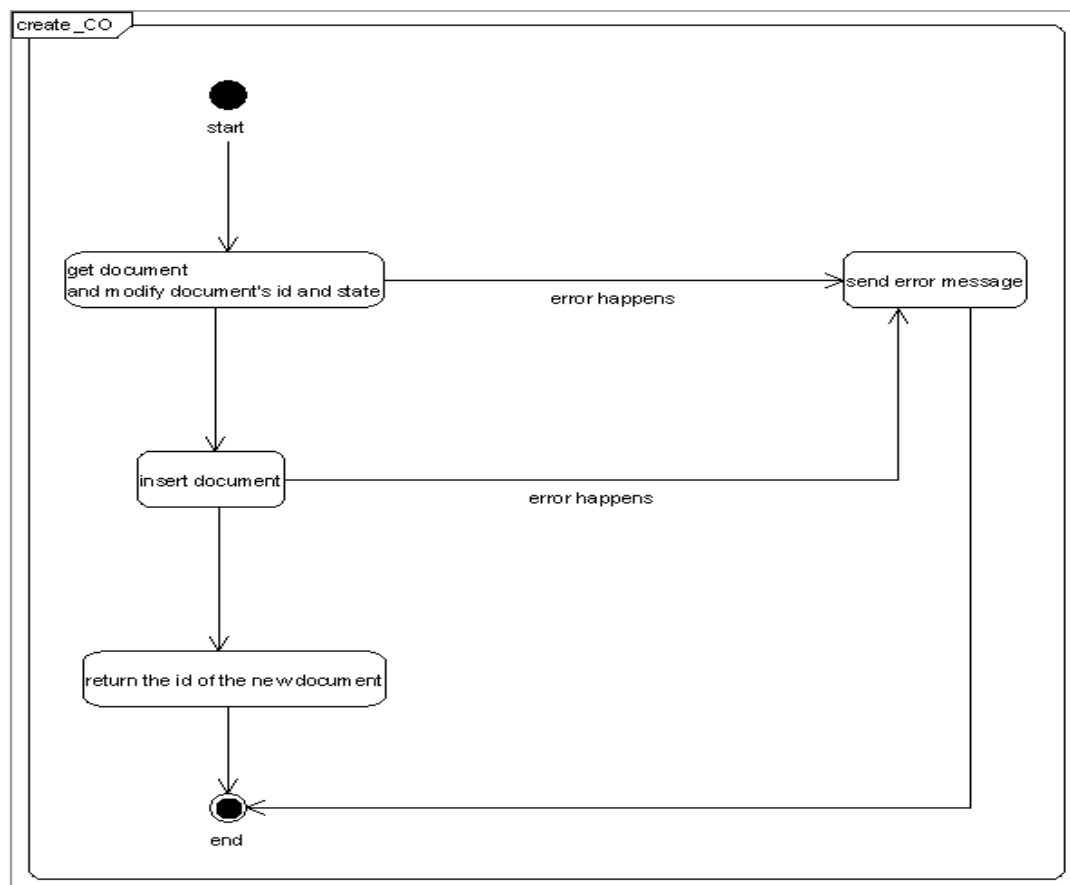 create_CO
start
get document
and modify document's id and state
error happens
send error message
insert document
error happens
return the id of the new document
end